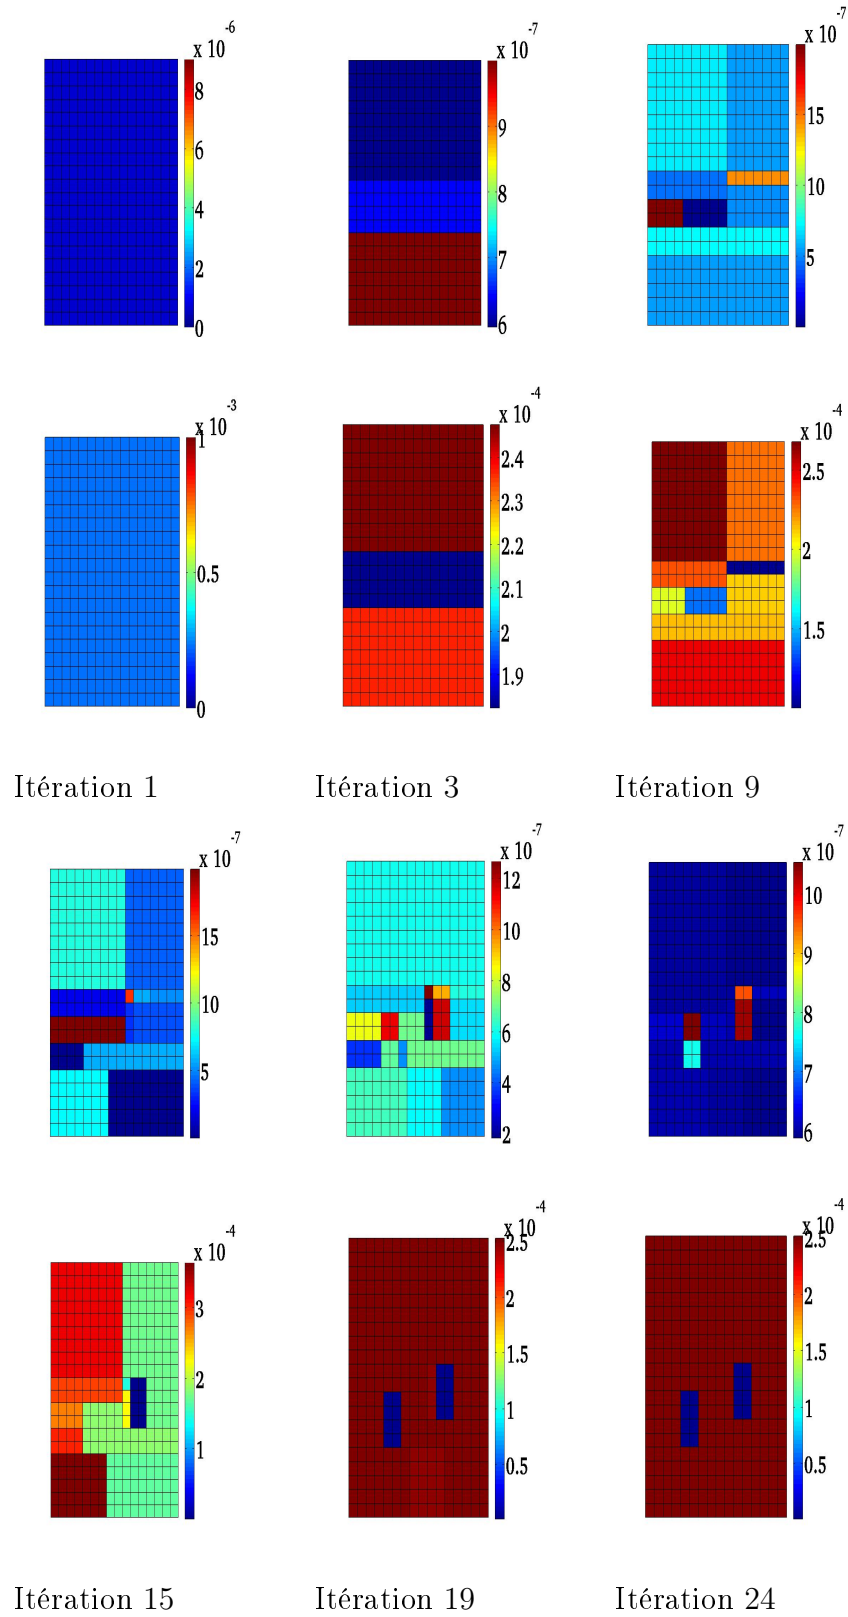 x 10 -6
8
6
4
2
0
x 10 -7
9
8
7
6
x 10 -7
15
10
5
x 10 -3
1
0.5
0
x 10 -4
2.4
2.3
2.2
2.1
2
1.9
x 10 -4
2.5
2
1.5
Itération 1
Itération 3
Itération 9
x 10 -7
15
10
5
x 10 -7
12
10
8
6
4
2
x 10 -7
10
9
8
7
6
x 10 -4
3
2
1
x 10 -4
2.5
2
1.5
1
0.5
x 10 -4
2.5
2
1.5
1
0.5
Itération 15
Itération 19
Itération 24